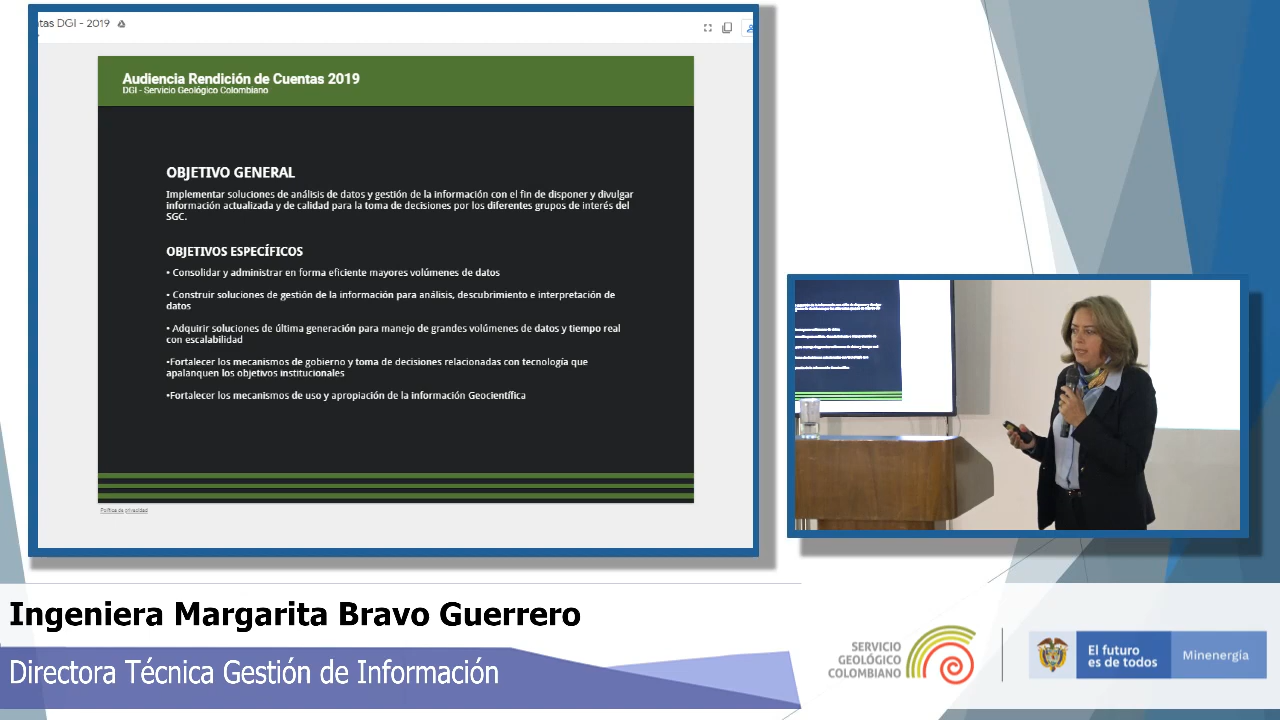 tas DGI - 2019
Audiencia Rendición de Cuentas 2019
DGI - Servicio Geológico Colombiano
OBJETIVO GENERAL
Implementar soluciones de análisis de datos y gestión de la información con el fin de disponer y divulgar
información actualizada y de calidad para la toma de decisiones por los diferentes grupos de interés del
SGC.
OBJETIVOS ESPECÍFICOS
• Consolidar y administrar en forma eficiente mayores volúmenes de datos
• Construir soluciones de gestión de la información para análisis, descubrimiento e interpretación de
datos
• Adquirir soluciones de última generación para manejo de grandes volúmenes de datos y tiempo real
con escalabilidad
•Fortalecer los mecanismos de gobierno y toma de decisiones relacionadas con tecnología que
apalanquen los objetivos institucionales
•Fortalecer los mecanismos de uso y apropiación de la información Geocientífica
Política de privacidad
Ingeniera Margarita Bravo Guerrero
Directora Técnica Gestión de Información
SERVICIO
GEOLÓGICO
COLOMBIANO
El futuro
es de todos
Minenergía